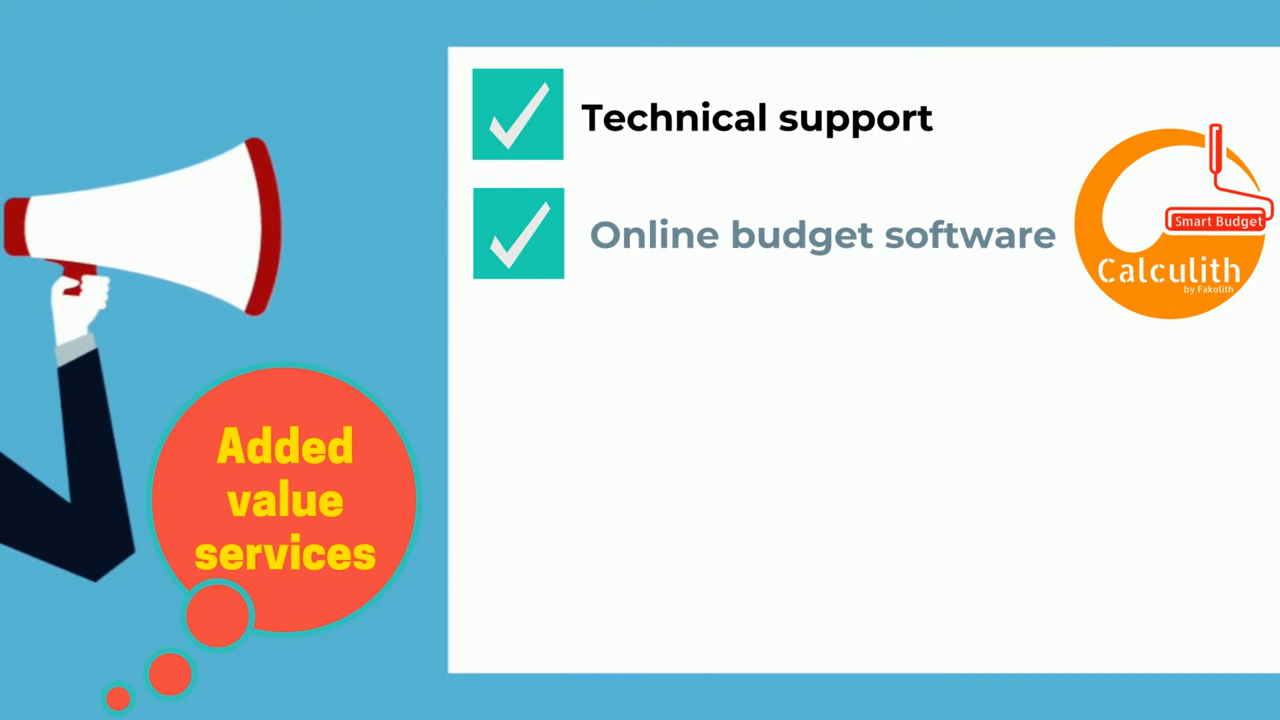 Technical support
Online budget software
Smart Budget
Calculith
by Fakolith
Added
value
services